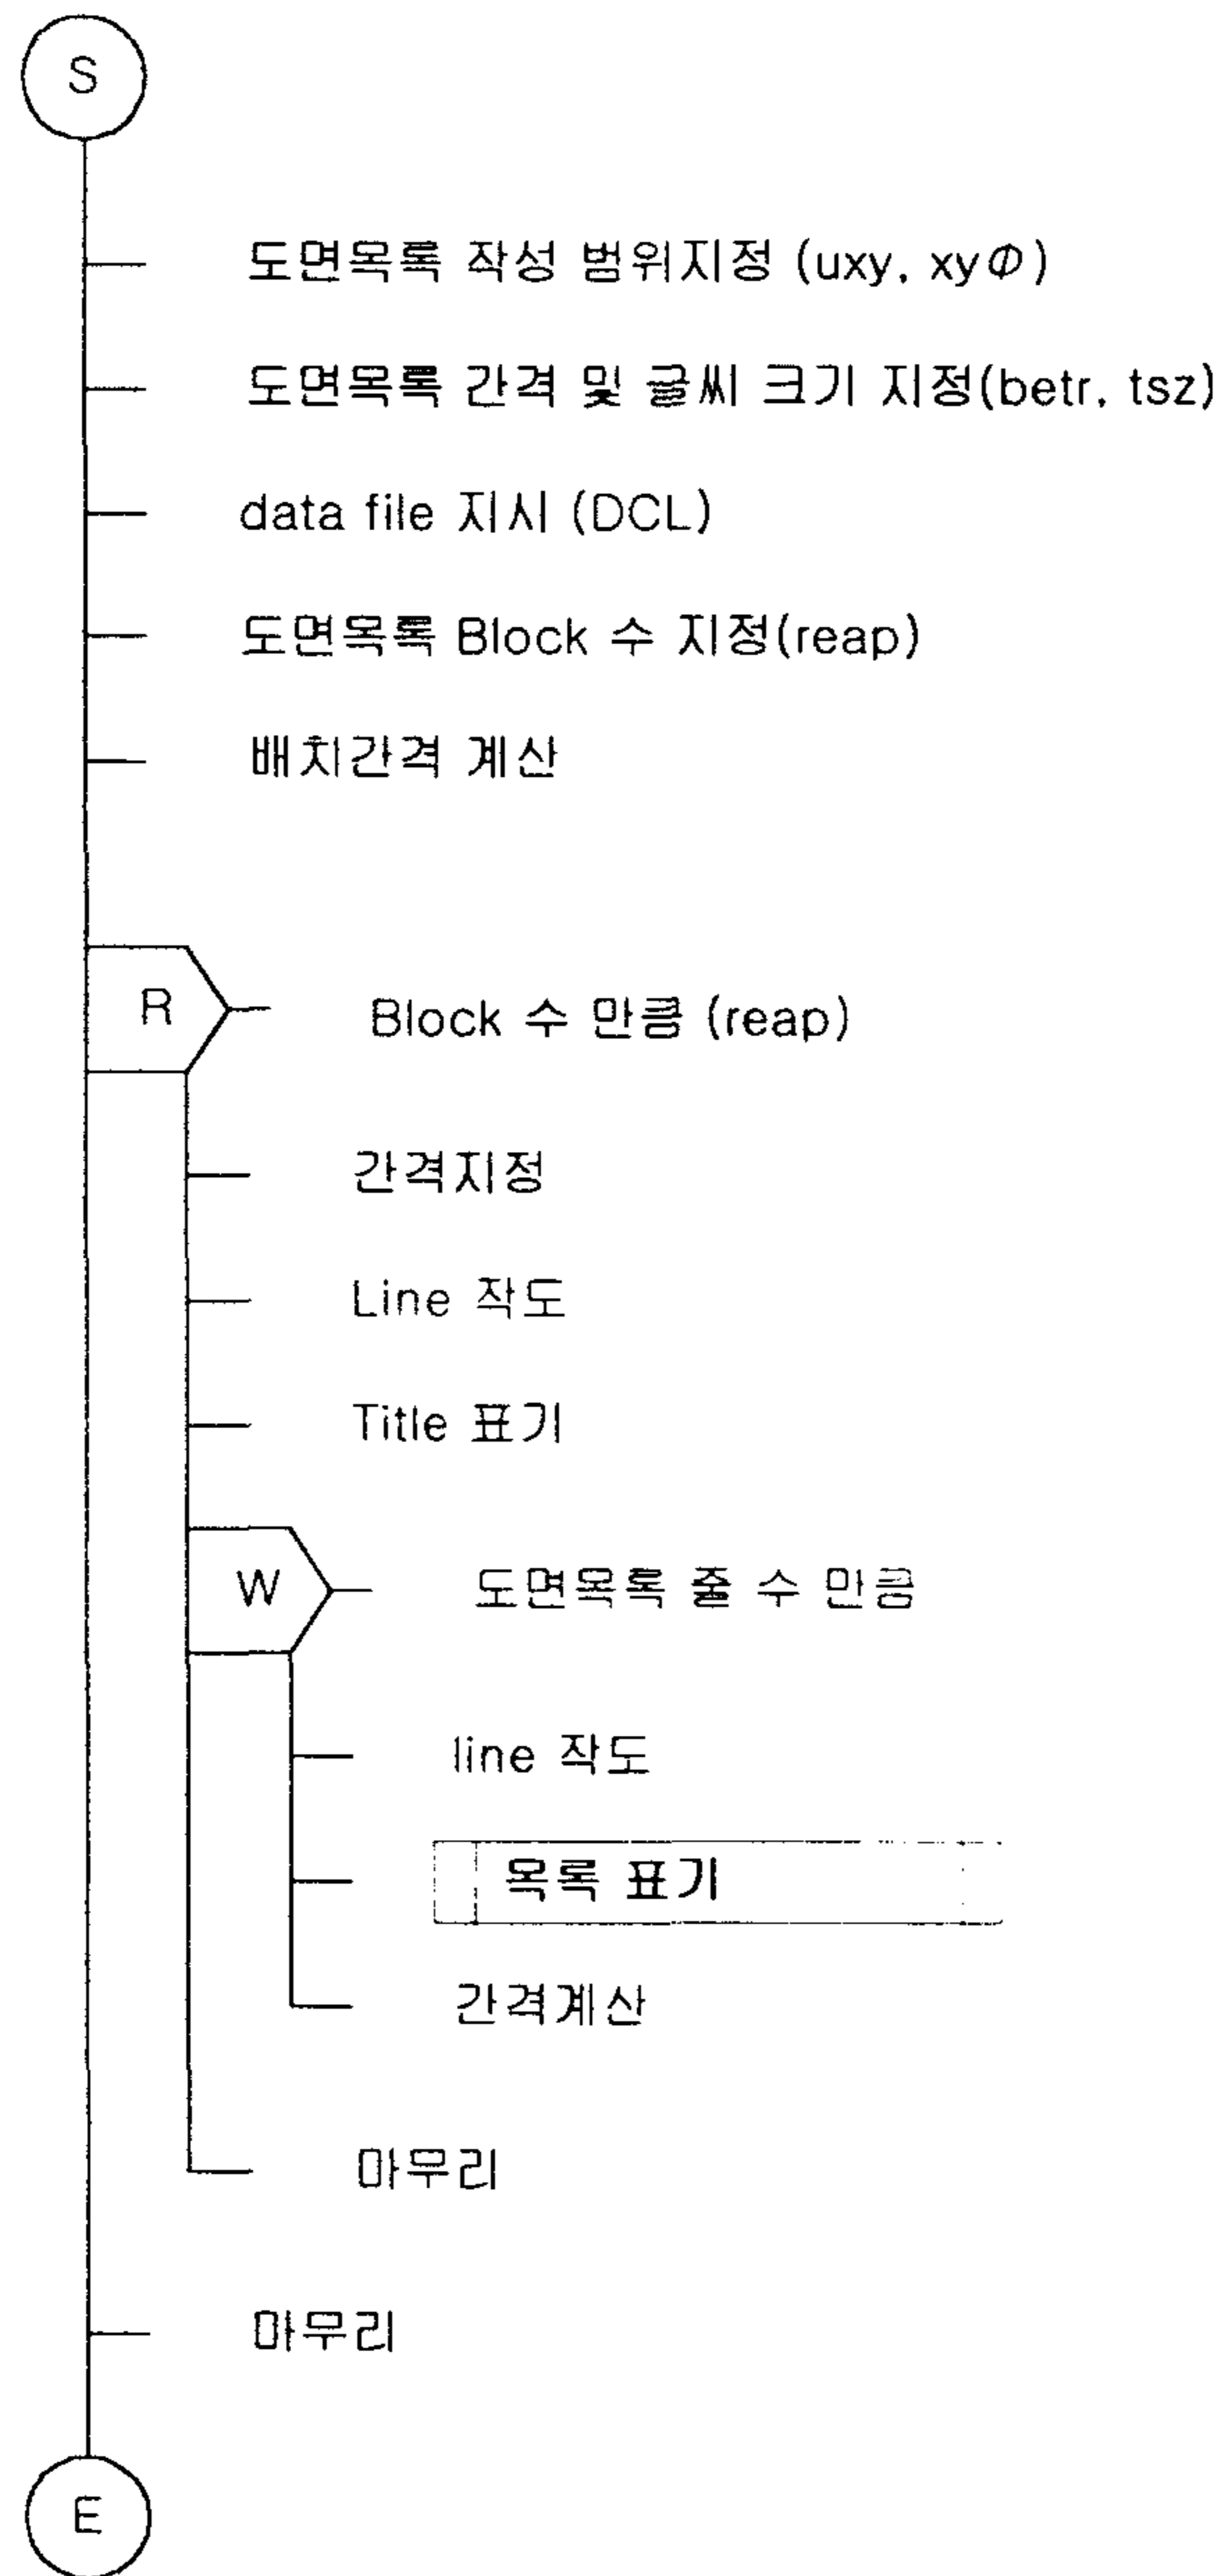 S
도면목록 작성 범위지정 (uxy, xyΦ)
도면목록 간격 및 글씨 크기 지정(betr, tsz)
data file 지시 (DCL)
도면목록 Block 수 지정(reap)
배치간격 계산
R
Block 수 만큼 (reap)
간격지정
Line 작도
Title 표기
W
도면목록 줄 수 만큼
line 작도
목록 표기
간격계산
마무리
마무리
E